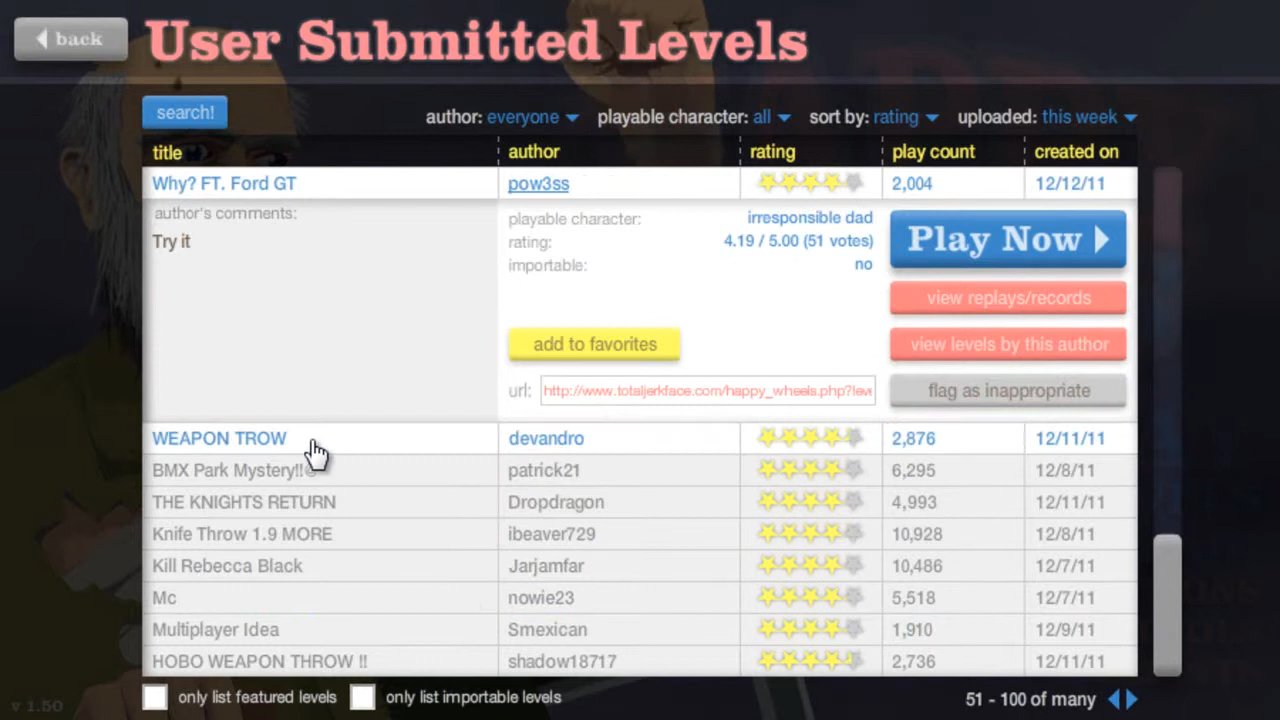 back
User Submitted Levels
search!
author: everyone playable character: all sort by: rating uploaded: this week
title author rating play count created on
Why? FT. Ford GT pow3ss 2,004 12/12/11
author's comments:
Try it
playable character: irresponsible dad
rating: 4.19 / 5.00 (51 votes)
importable: no
Play Now
view replays/records
add to favorites
view levels by this author
url: http://www.totaljerkface.com/happy_wheels.php?leve
flag as inappropriate
WEAPON TROW devandro 2,876 12/11/11
BMX Park Mystery!! patrick21 6,295 12/8/11
THE KNIGHTS RETURN Dropdragon 4,993 12/11/11
Knife Throw 1.9 MORE ibeaver729 10,928 12/8/11
Kill Rebecca Black Jarjamfar 10,486 12/7/11
Mc nowie23 5,518 12/7/11
Multiplayer Idea Smexican 1,910 12/9/11
HOBO WEAPON THROW !! shadow18717 2,736 12/11/11
only list featured levels only list importable levels
51 - 100 of many
v 1.50